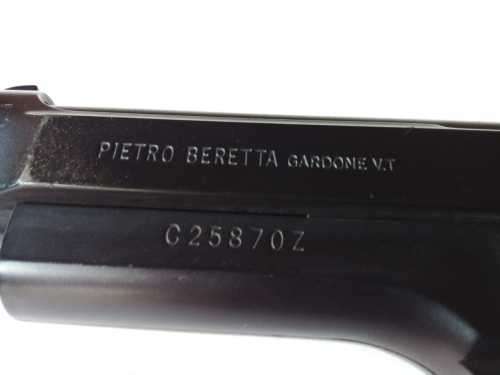 PIETRO BERETTA GARDONE V.T
C25870Z